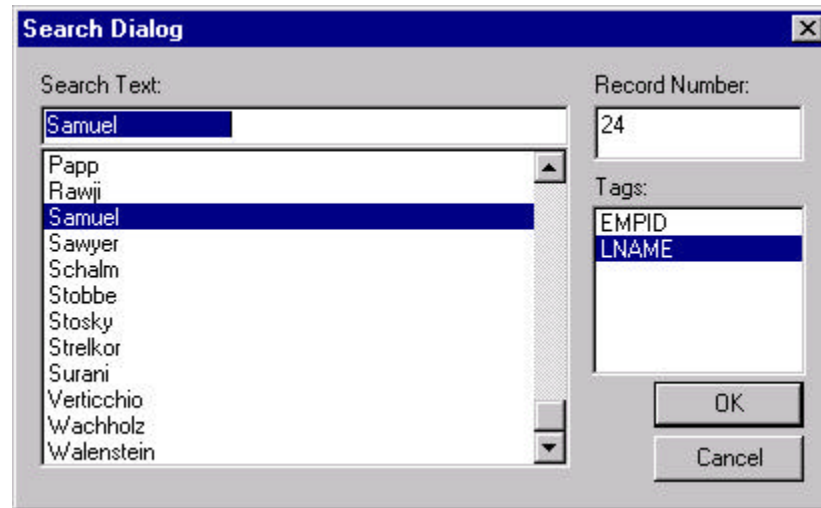 Search Dialog
Search Text:
Samuel
Papp
Rawji
Samuel
Sawyer
Schalm
Stobbe
Stosky
Strelkor
Surani
Verticchio
Wachholz
Walenstein
Record Number:
24
Tags:
EMPID
LNAME
OK
Cancel